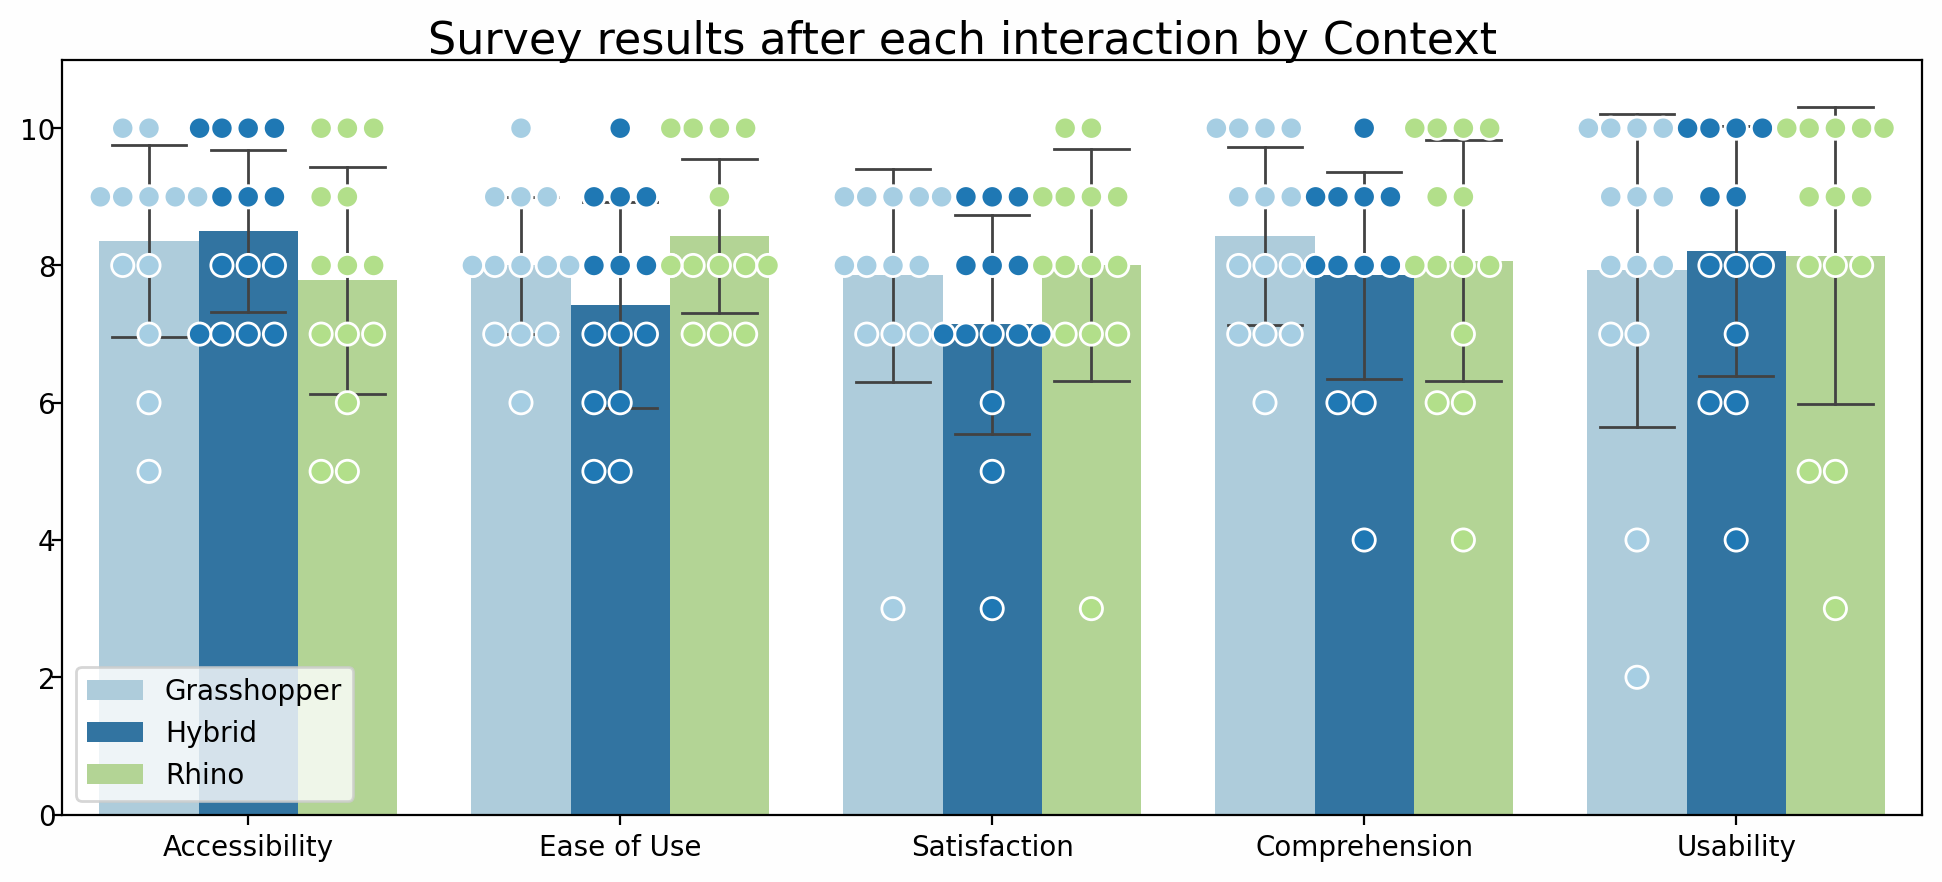 Survey results after each interaction by Context
10
8
6
4
2
0
Grasshopper
Hybrid
Rhino
Accessibility
Ease of Use
Satisfaction
Comprehension
Usability